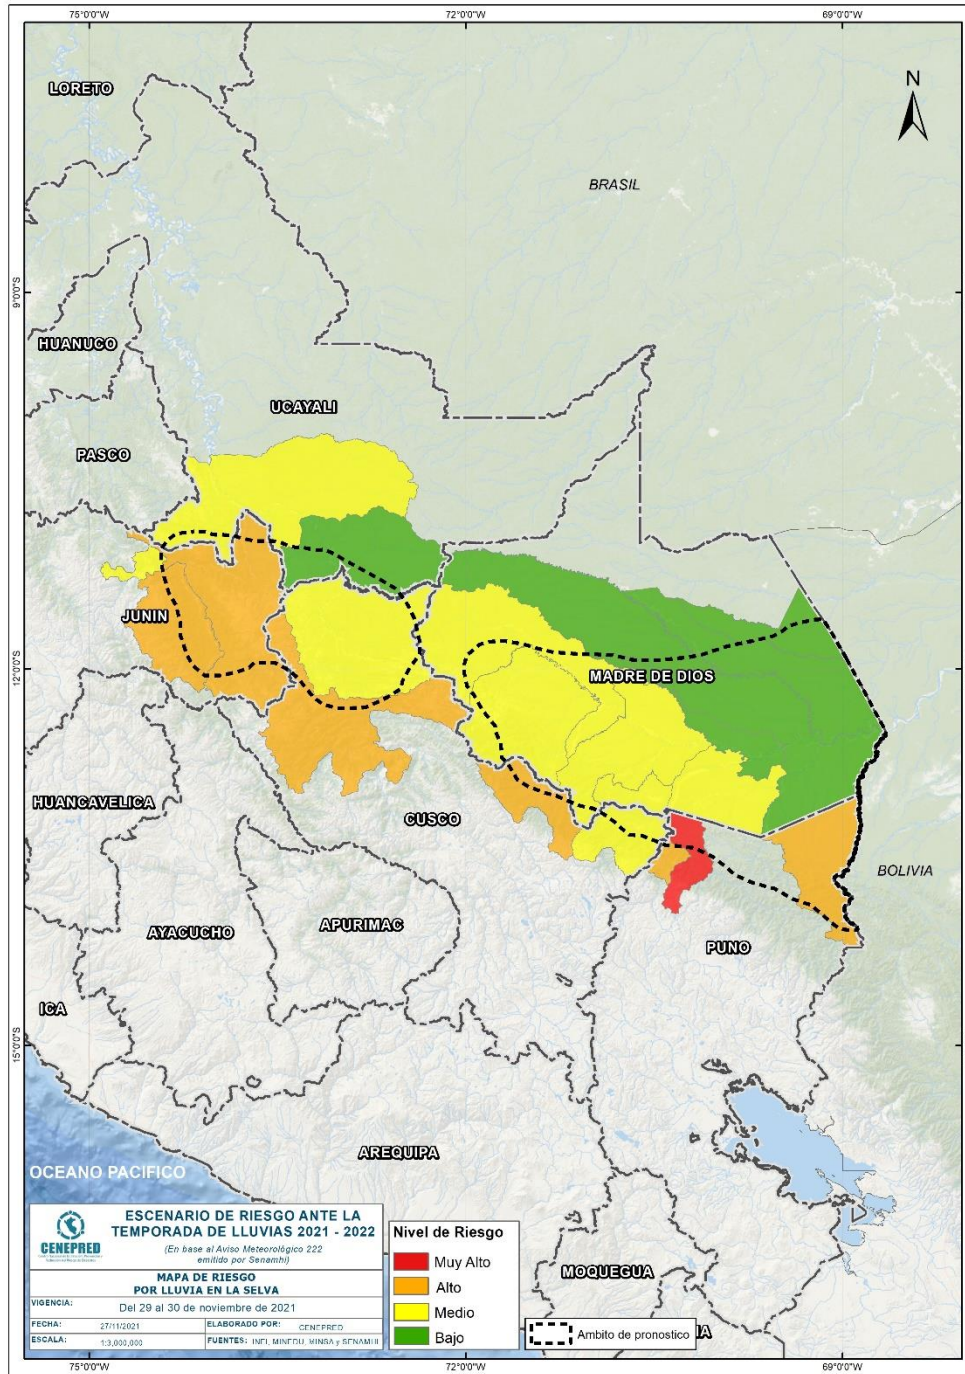 75°0'0"W
72°0'0"W
69°0'0"W
N
LORETO
BRASIL
9°0'0"S
HUANUCO
UCAYALI
PASCO
JUNIN
12°0'0"S
MADRE DE DIOS
HUANCAVELICA
CUSCO
BOLIVIA
AYACUCHO
APURIMAC
PUNO
ICA
15°0'0"S
AREQUIPA
OCEANO PACIFICO
MOQUEGUA
NA
CENEPRED
ESCENARIO DE RIESGO ANTE LA
TEMPORADA DE LLUVIAS 2021 - 2022
(En base al Aviso Meteorológico 222
emitido por Senamhi)
MAPA DE RIESGO
POR LLUVIA EN LA SELVA
VIGENCIA: Del 29 al 30 de noviembre de 2021
FECHA: 27/11/2021 ELABORADO POR: CENEPRED
ESCALA: 1:3,000,000 FUENTES: INEI, MINEDU, MINSA y SENAMHI
Nivel de Riesgo
Muy Alto
Alto
Medio
Bajo
Ambito de pronostico
75°0'0"W
72°0'0"W
69°0'0"W